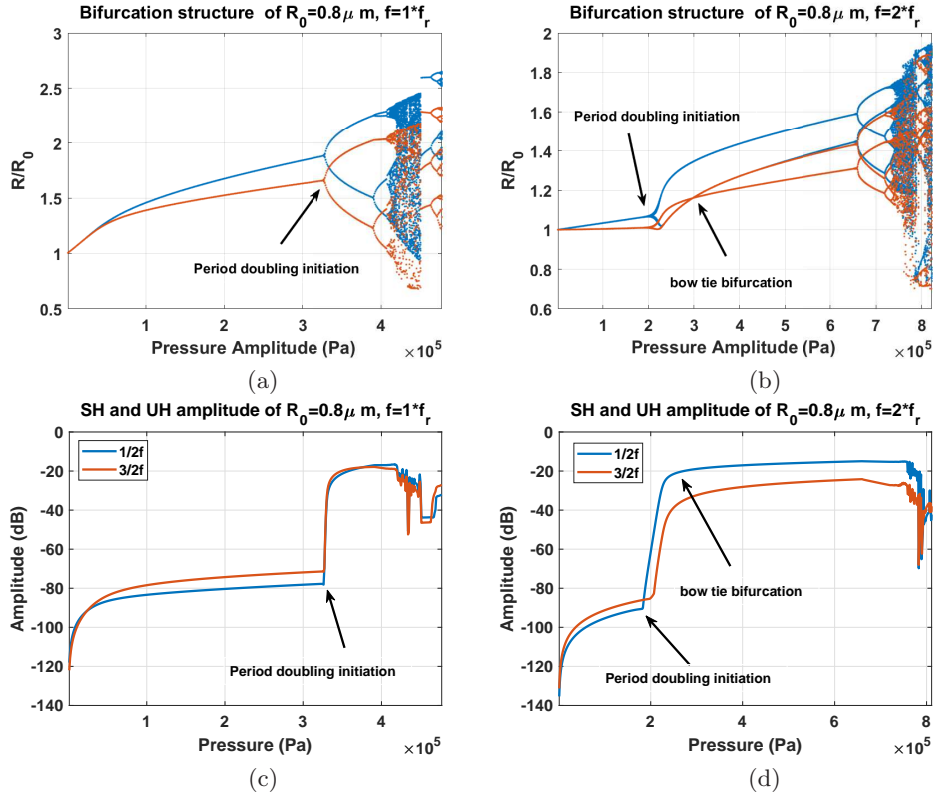 Bifurcation structure of R0=0.8μ m, f=1*fr
R/R0
3
2.5
2
1.5
1
0.5
Period doubling initiation
1 2 3 4
Pressure Amplitude (Pa)
×10^5
(a)
Bifurcation structure of R0=0.8μ m, f=2*fr
R/R0
2
1.8
1.6
1.4
1.2
1
0.8
0.6
Period doubling initiation
bow tie bifurcation
1 2 3 4 5 6 7 8
Pressure Amplitude (Pa)
×10^5
(b)
SH and UH amplitude of R0=0.8μ m, f=1*fr
Amplitude (dB)
0
-20
-40
-60
-80
-100
-120
-140
1/2f
3/2f
Period doubling initiation
1 2 3 4
Pressure (Pa)
×10^5
(c)
SH and UH amplitude of R0=0.8μ m, f=2*fr
Amplitude (dB)
0
-20
-40
-60
-80
-100
-120
-140
1/2f
3/2f
bow tie bifurcation
Period doubling initiation
2 4 6 8
Pressure (Pa)
×10^5
(d)